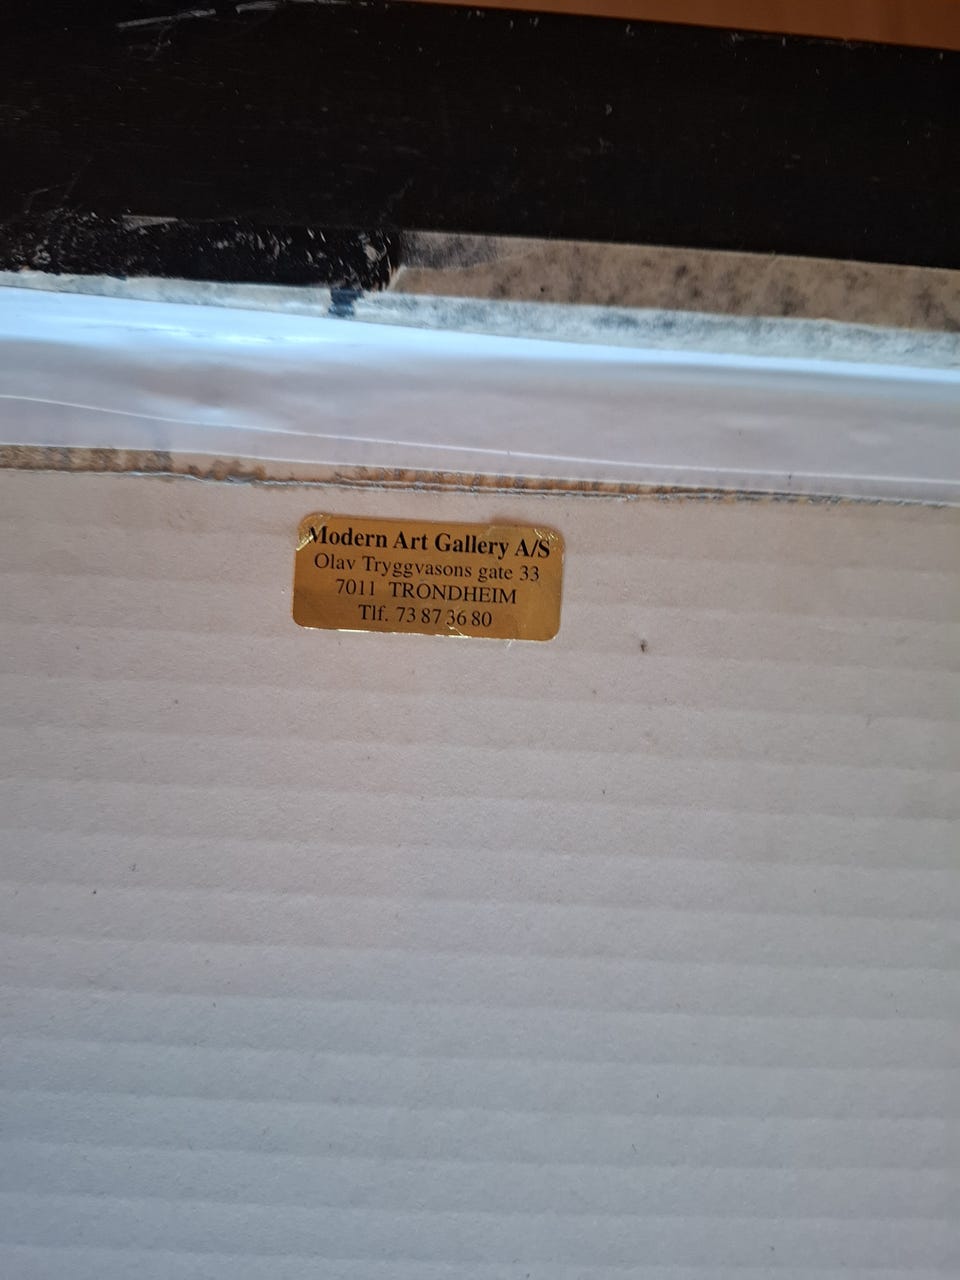 Modern Art Gallery A/S
Olav Tryggvasons gate 33
7011 TRONDHEIM
Tlf. 73 87 36 80